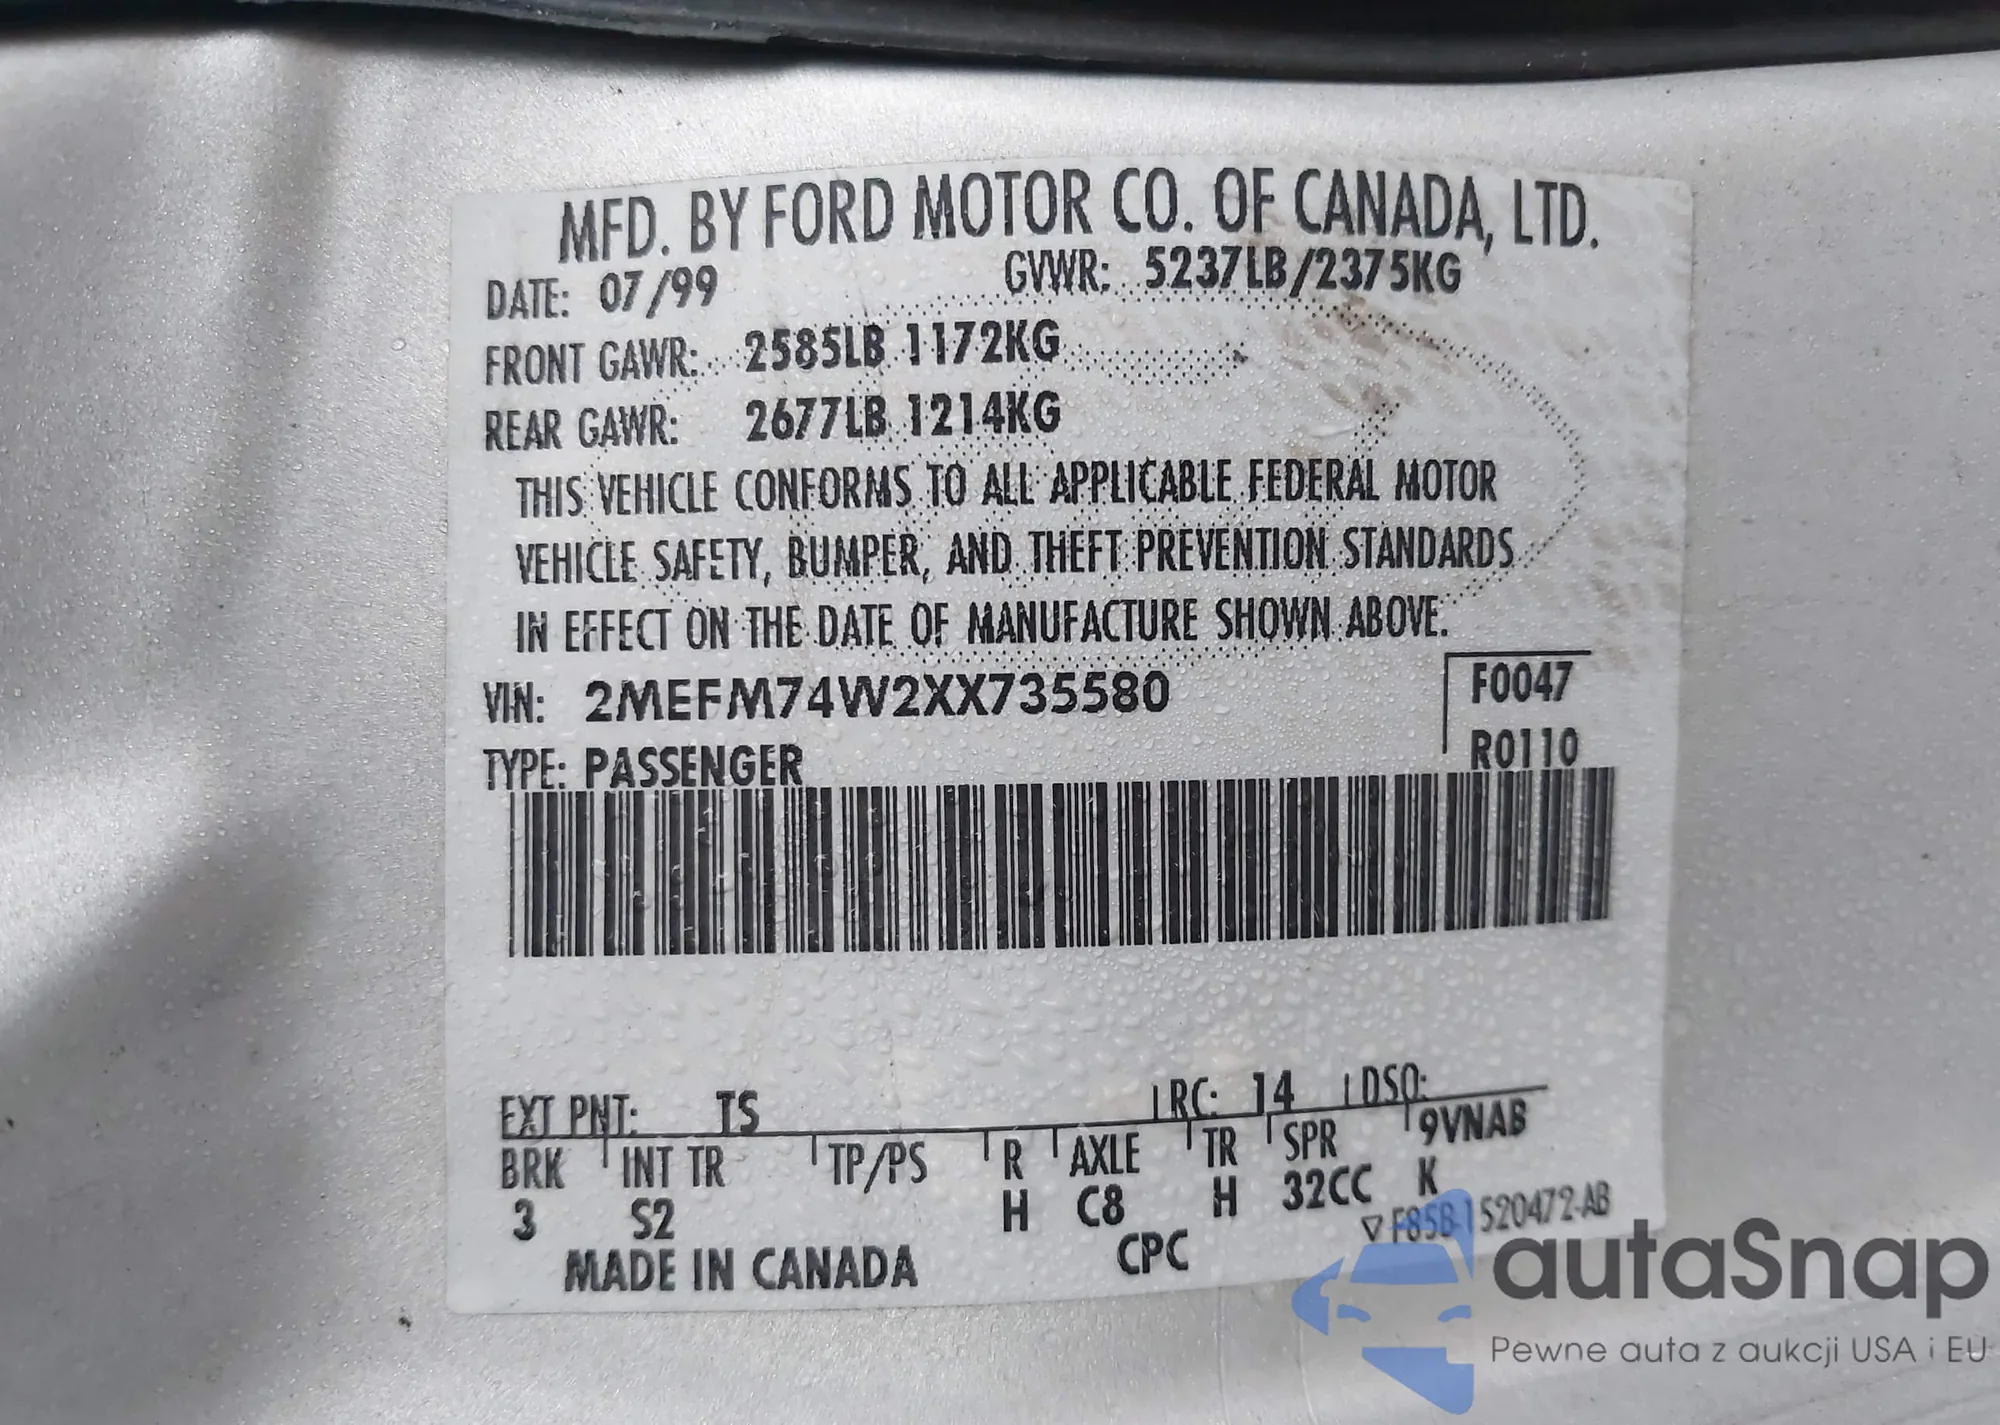 MFD. BY FORD MOTOR CO. OF CANADA, LTD.
DATE: 07/99 GVWR: 5237LB/2375KG
FRONT GAWR: 2585LB 1172KG
REAR GAWR: 2677LB 1214KG
THIS VEHICLE CONFORMS TO ALL APPLICABLE FEDERAL MOTOR
VEHICLE SAFETY, BUMPER, AND THEFT PREVENTION STANDARDS
IN EFFECT ON THE DATE OF MANUFACTURE SHOWN ABOVE.
VIN: 2MEFM74W2XX735580 F0047
TYPE: PASSENGER R0110
EXT PNT: TS RC: 14 DSO:
BRK INT TR TP/PS R AXLE TR SPR 9VNAB
3 S2 H C8 H 32CC K
▽F85B-1520472-AB
MADE IN CANADA CPC
autaSnap
Pewne auta z aukcji USA i EU